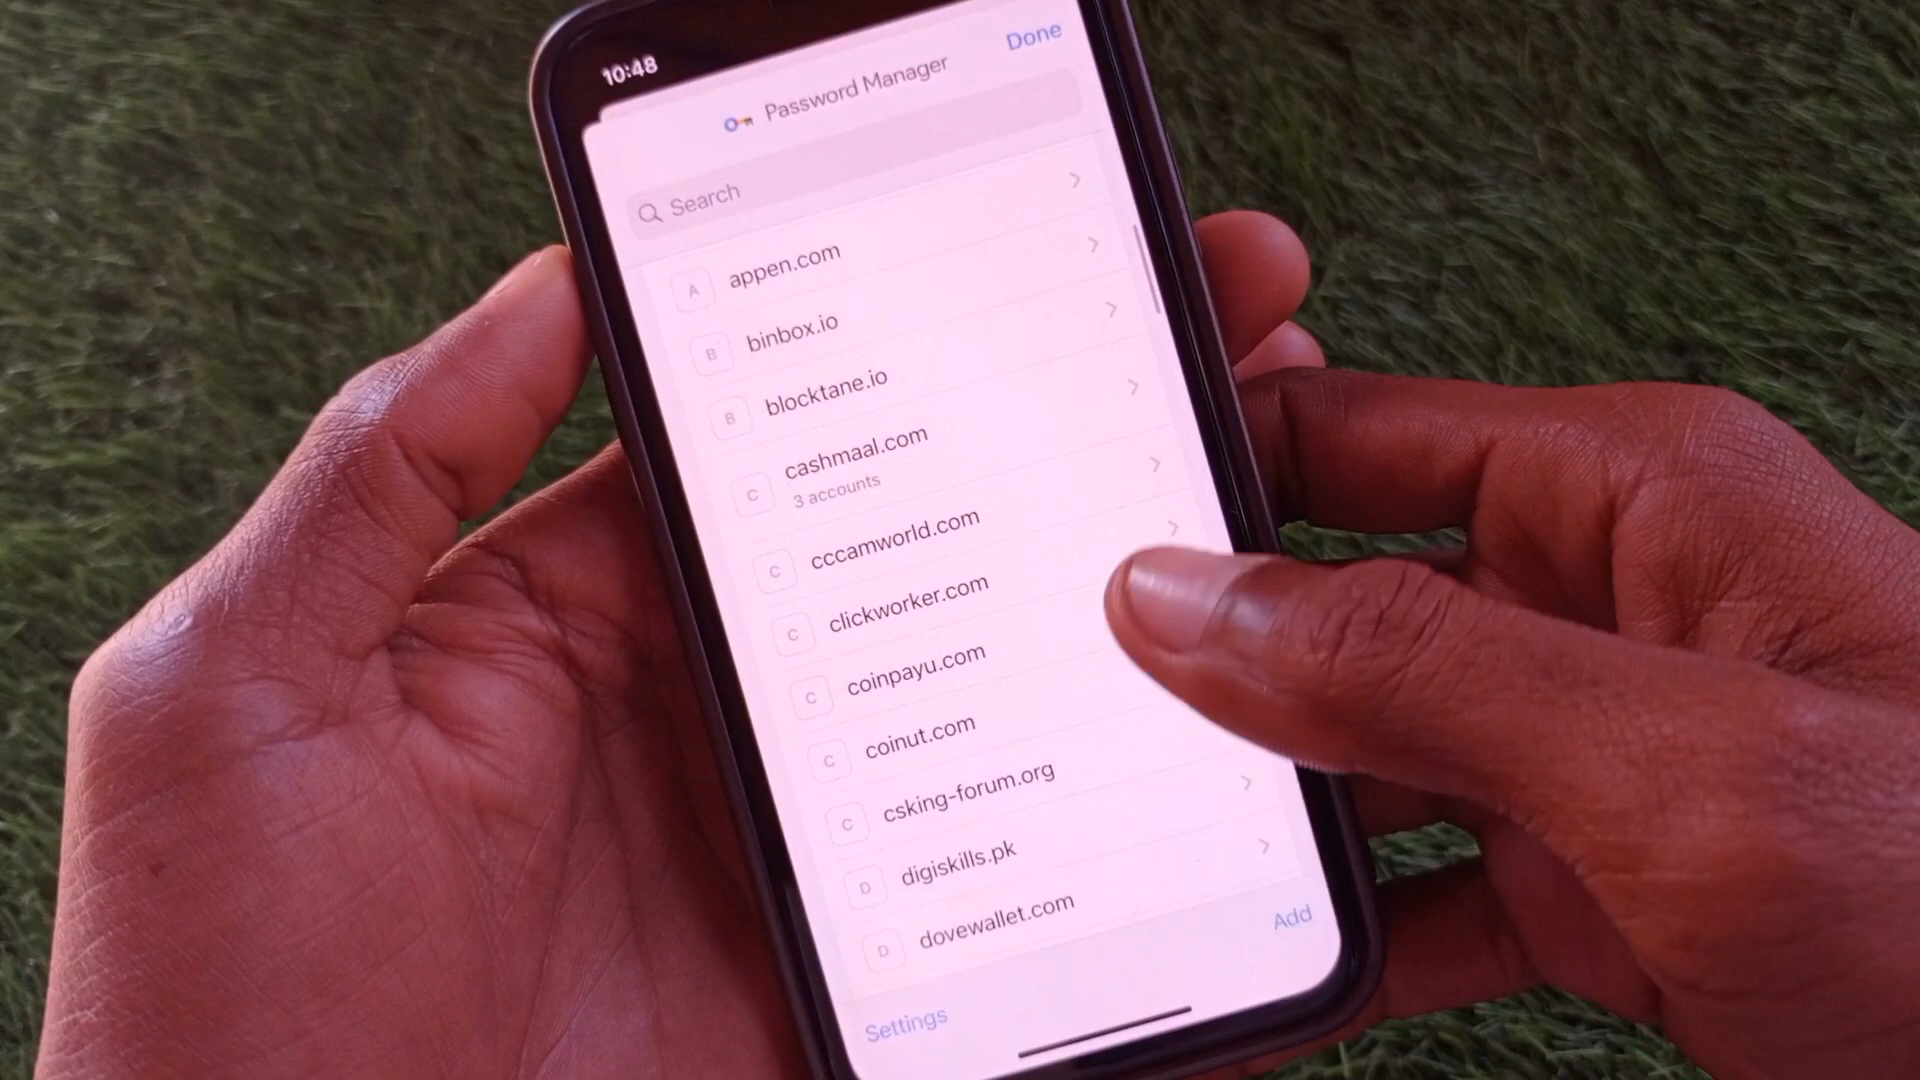 10:48
Done
Password Manager
Search
A appen.com
B binbox.io
B blocktane.io
C cashmaal.com
3 accounts
C cccamworld.com
C clickworker.com
C coinpayu.com
C coinut.com
C csking-forum.org
D digiskills.pk
D dovewallet.com
Add
Settings